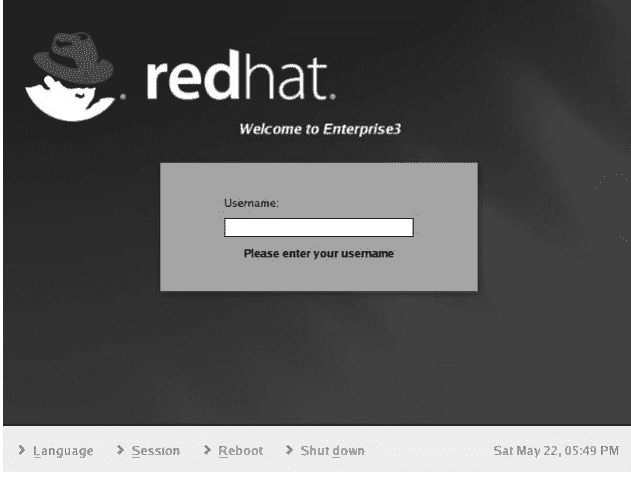 redhat.
Welcome to Enterprise3
Username:
Please enter your username
Language
Session
Reboot
Shut down
Sat May 22, 05:49 PM